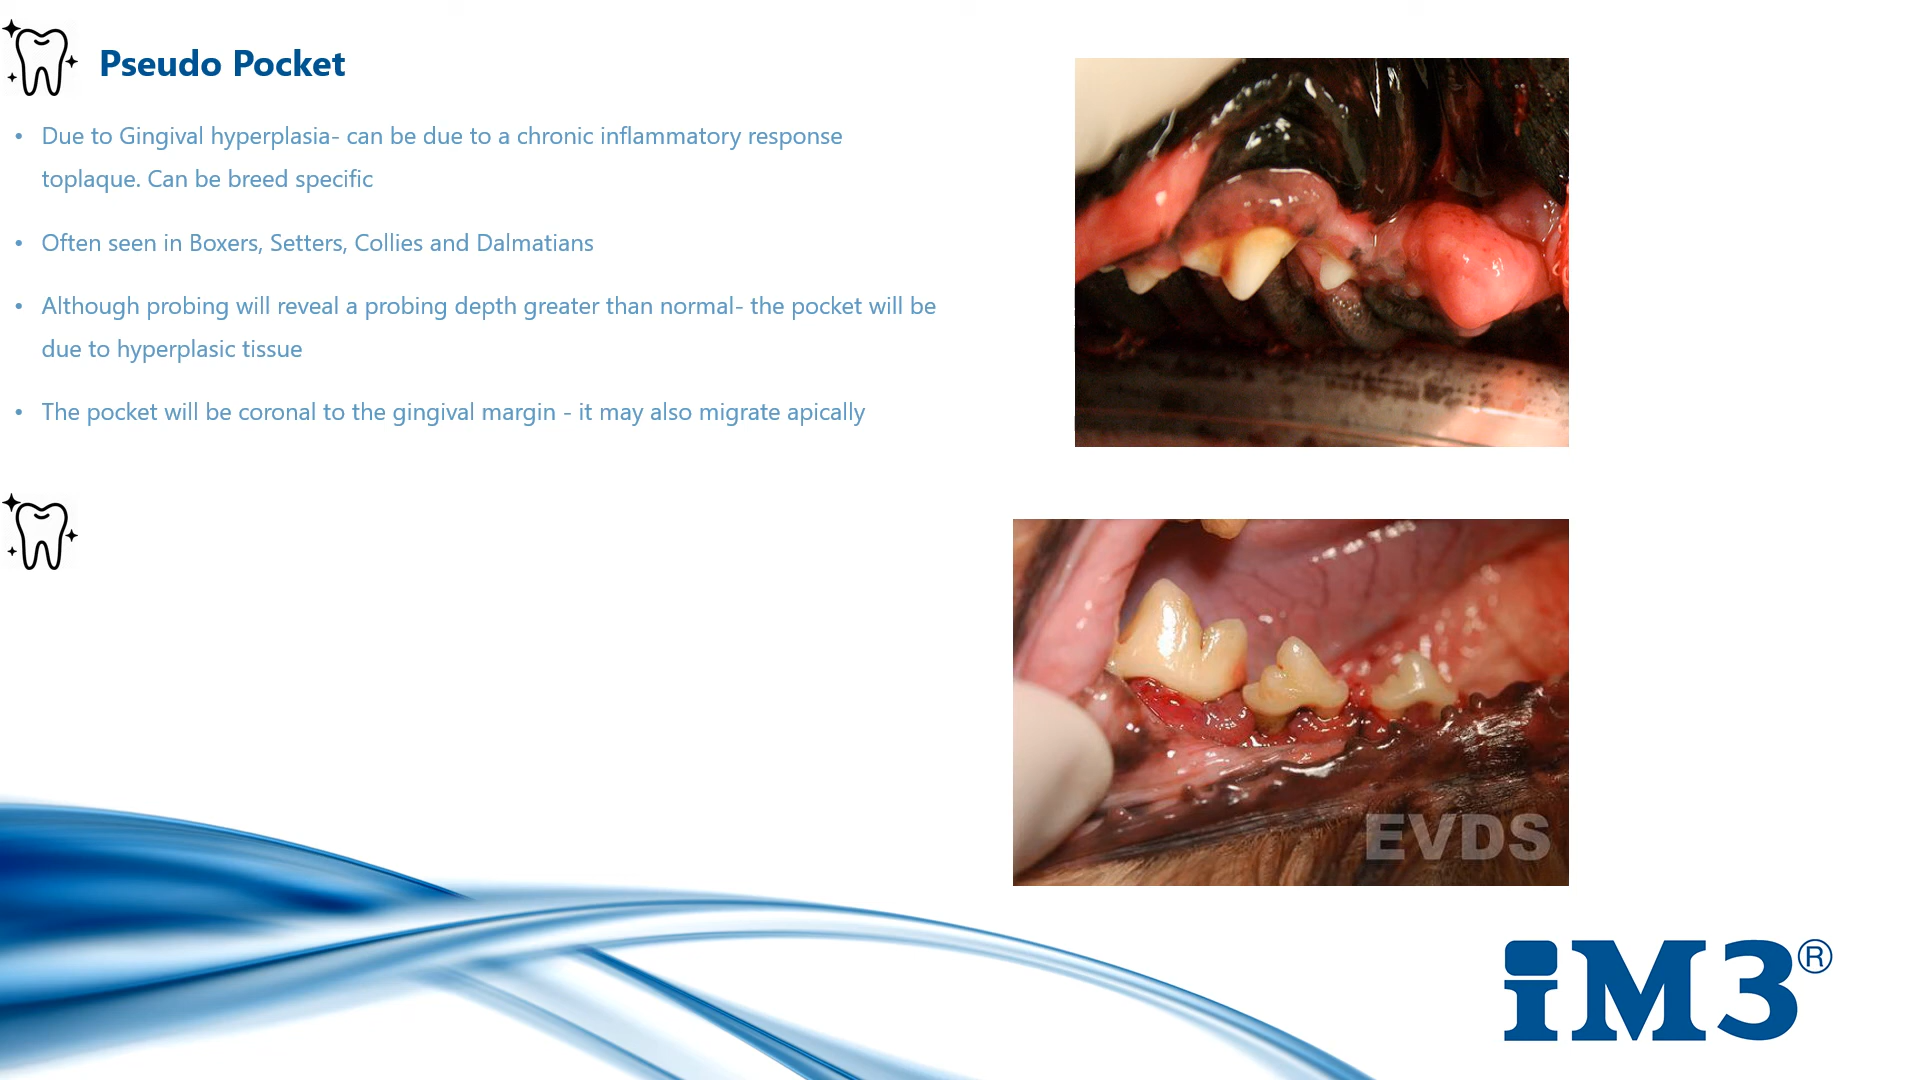 Pseudo Pocket
• Due to Gingival hyperplasia- can be due to a chronic inflammatory response
toplaque. Can be breed specific
• Often seen in Boxers, Setters, Collies and Dalmatians
• Although probing will reveal a probing depth greater than normal- the pocket will be
due to hyperplasic tissue
• The pocket will be coronal to the gingival margin - it may also migrate apically
EVDS
iM3®